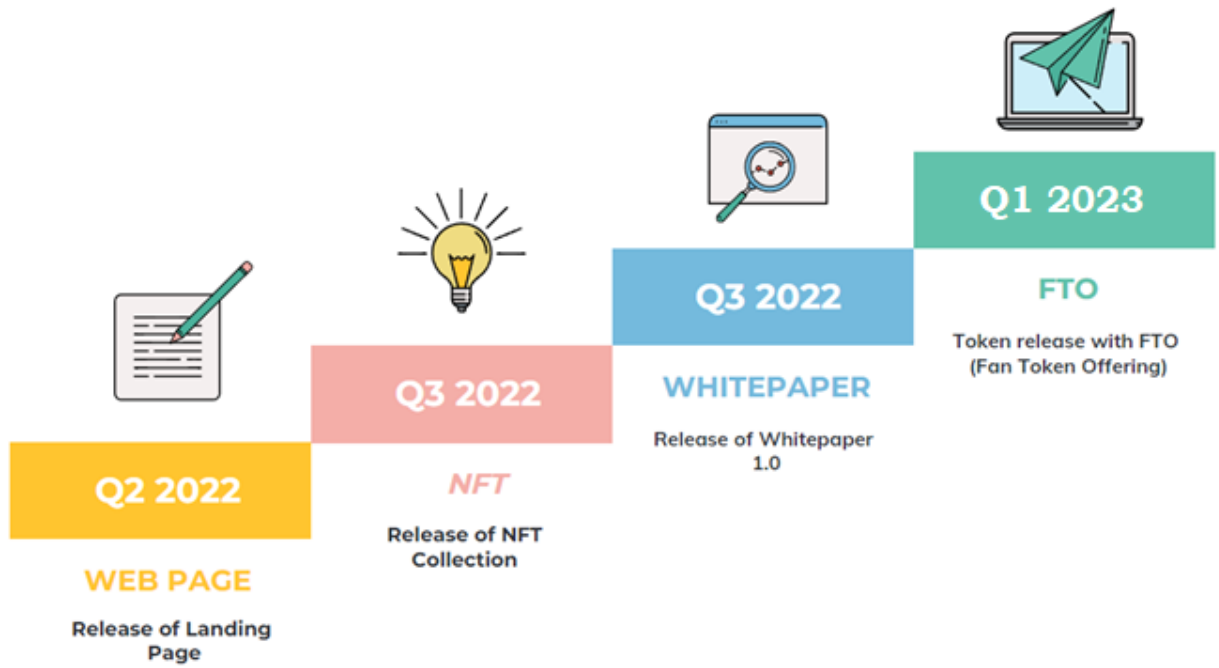 Q2 2022
WEB PAGE
Release of Landing
Page
Q3 2022
NFT
Release of NFT
Collection
Q3 2022
WHITEPAPER
Release of Whitepaper
1.0
Q1 2023
FTO
Token release with FTO
(Fan Token Offering)